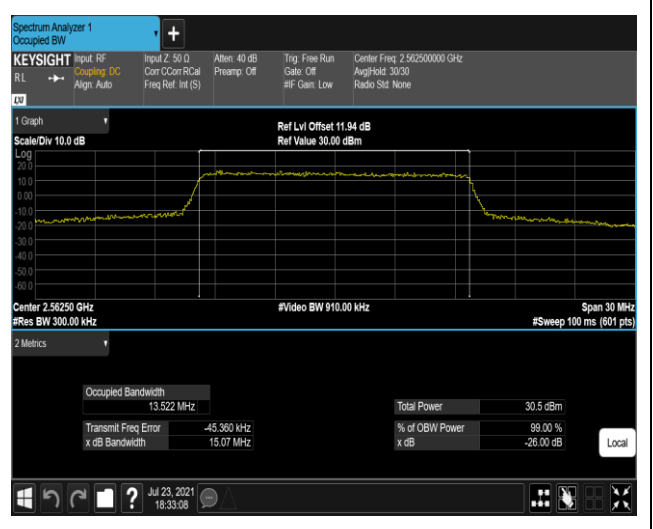 Spectrum Analyzer 1
Occupied BW
KEYSIGHT Input: RF Input Z: 50 Ω Atten: 40 dB Trig: Free Run Center Freq: 2.562500000 GHz
RL Coupling: DC Corr CCorr RCal Preamp: Off Gate: Off Avg|Hold: 30/30
Align: Auto Freq Ref: Int (S) #IF Gain: Low Radio Std: None
LXI
1 Graph
Ref Lvl Offset 11.94 dB
Scale/Div 10.0 dB Ref Value 30.00 dBm
Log
20.0
10.0
0.00
-10.0
-20.0
-30.0
-40.0
-50.0
-60.0
Center 2.56250 GHz #Video BW 910.00 kHz Span 30 MHz
#Res BW 300.00 kHz #Sweep 100 ms (601 pts)
2 Metrics
Occupied Bandwidth
13.522 MHz Total Power 30.5 dBm
Transmit Freq Error -45.360 kHz % of OBW Power 99.00 %
x dB Bandwidth 15.07 MHz x dB -26.00 dB
Local
? Jul 23, 2021
18:33:08